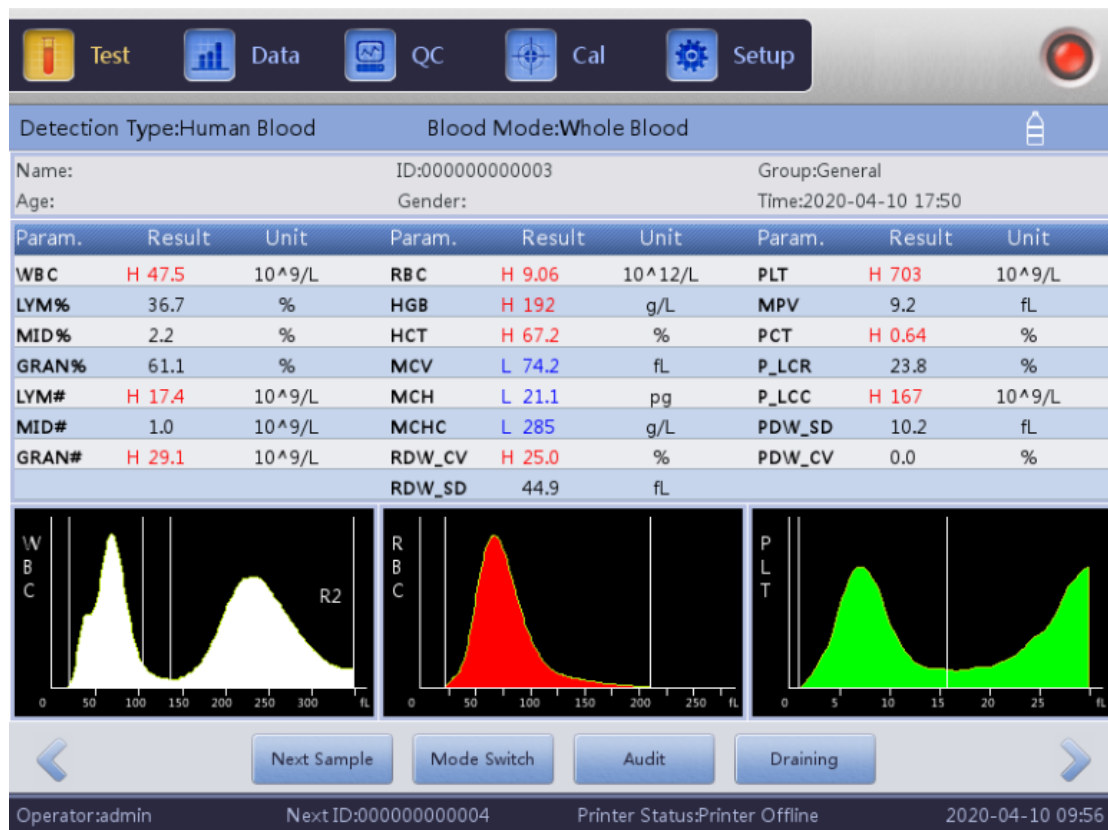 Test Data QC Cal Setup
Detection Type:Human Blood Blood Mode:Whole Blood
Name: ID:000000000003 Group:General
Age: Gender: Time:2020-04-10 17:50
Param. Result Unit Param. Result Unit Param. Result Unit
WBC H 47.5 10^9/L RBC H 9.06 10^12/L PLT H 703 10^9/L
LYM% 36.7 % HGB H 192 g/L MPV 9.2 fL
MID% 2.2 % HCT H 67.2 % PCT H 0.64 %
GRAN% 61.1 % MCV L 74.2 fL P_LCR 23.8 %
LYM# H 17.4 10^9/L MCH L 21.1 pg P_LCC H 167 10^9/L
MID# 1.0 10^9/L MCHC L 285 g/L PDW_SD 10.2 fL
GRAN# H 29.1 10^9/L RDW_CV H 25.0 % PDW_CV 0.0 %
RDW_SD 44.9 fL
WBC RBC PLT
R2
0 50 100 150 200 250 300 fL 0 50 100 150 200 250 fL 0 5 10 15 20 25 fL
Next Sample Mode Switch Audit Draining
Operator:admin Next ID:000000000004 Printer Status:Printer Offline 2020-04-10 09:56